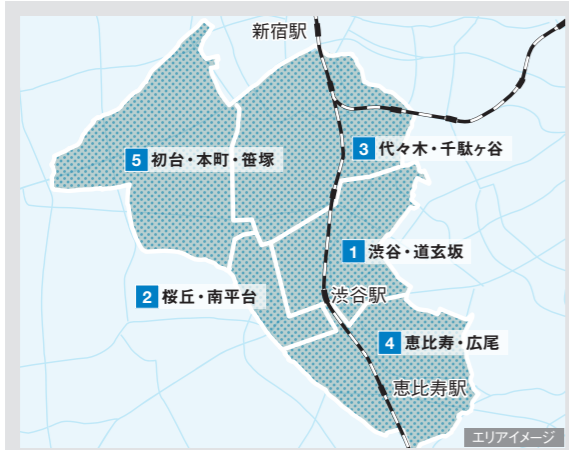 新宿駅
3 代々木・千駄ヶ谷
5 初台・本町・笹塚
1 渋谷・道玄坂
2 桜丘・南平台
渋谷駅
4 恵比寿・広尾
恵比寿駅
エリアイメージ